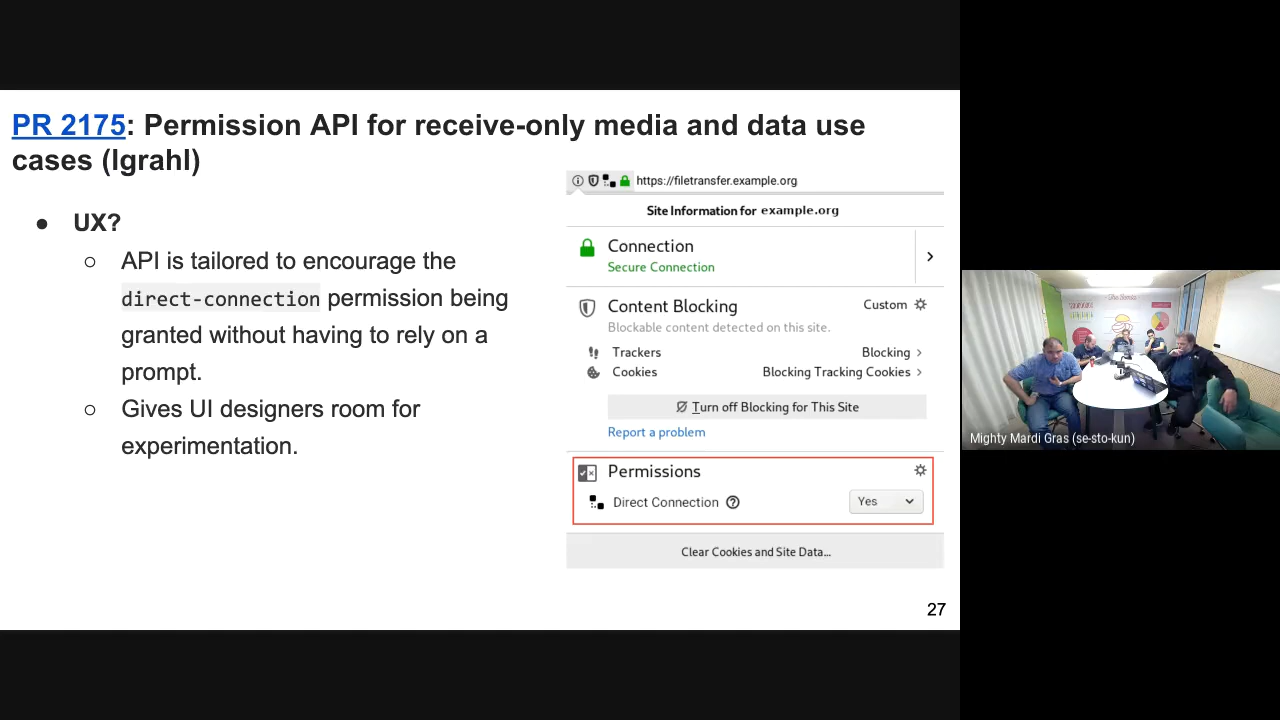 PR 2175: Permission API for receive-only media and data use
cases (lgrahl)
● UX?
○ API is tailored to encourage the
direct-connection permission being
granted without having to rely on a
prompt.
○ Gives UI designers room for
experimentation.
https://filetransfer.example.org
Site Information for example.org
Connection
Secure Connection
Content Blocking Custom
Blockable content detected on this site.
Trackers Blocking
Cookies Blocking Tracking Cookies
Turn off Blocking for This Site
Report a problem
Permissions
Direct Connection Yes
Clear Cookies and Site Data...
27
Mighty Mardi Gras (se-sto-kun)